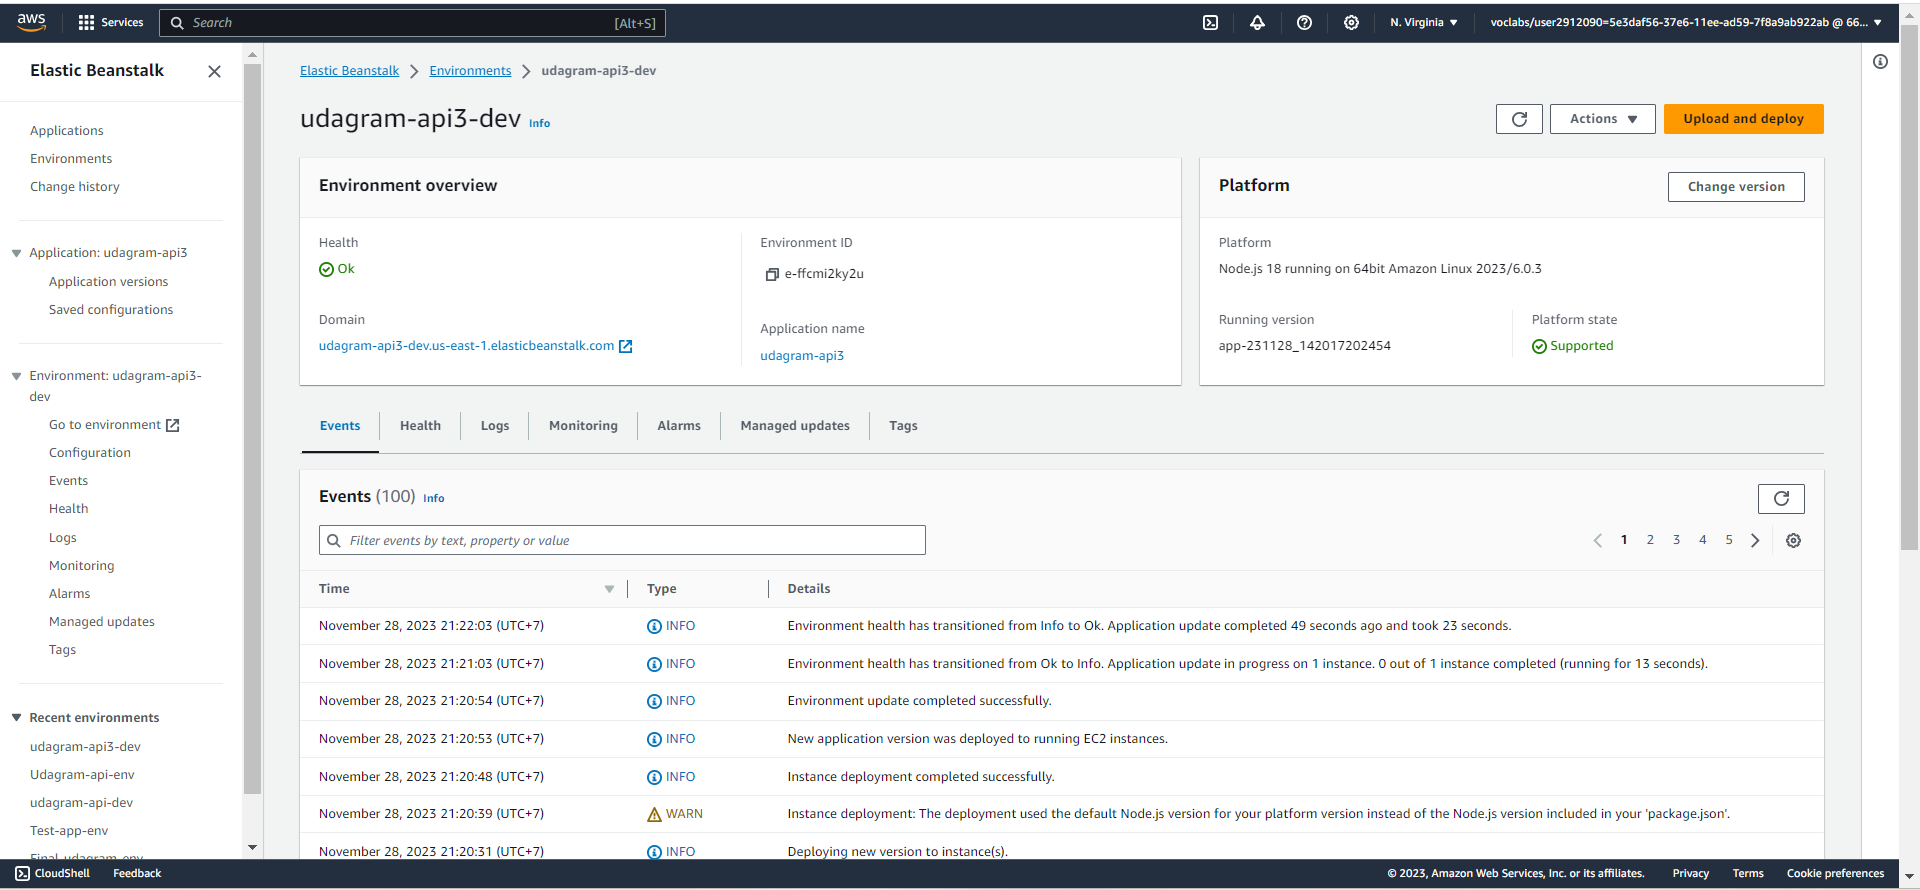 aws Services Search [Alt+S] N. Virginia voclabs/user2912090=5e3daf56-37e6-11ee-ad59-7f8a9ab922ab @ 66...
Elastic Beanstalk
Applications
Environments
Change history
Application: udagram-api3
Application versions
Saved configurations
Environment: udagram-api3-
dev
Go to environment
Configuration
Events
Health
Logs
Monitoring
Alarms
Managed updates
Tags
Recent environments
udagram-api3-dev
Udagram-api-env
udagram-api-dev
Test-app-env
Final-udagram-env
Elastic Beanstalk Environments udagram-api3-dev
udagram-api3-dev Info
Actions Upload and deploy
Environment overview
Health
Ok
Environment ID
e-ffcmi2ky2u
Domain
udagram-api3-dev.us-east-1.elasticbeanstalk.com
Application name
udagram-api3
Platform Change version
Platform
Node.js 18 running on 64bit Amazon Linux 2023/6.0.3
Running version
app-231128_142017202454
Platform state
Supported
Events Health Logs Monitoring Alarms Managed updates Tags
Events (100) Info
Filter events by text, property or value
1 2 3 4 5
Time Type Details
November 28, 2023 21:22:03 (UTC+7) INFO Environment health has transitioned from Info to Ok. Application update completed 49 seconds ago and took 23 seconds.
November 28, 2023 21:21:03 (UTC+7) INFO Environment health has transitioned from Ok to Info. Application update in progress on 1 instance. 0 out of 1 instance completed (running for 13 seconds).
November 28, 2023 21:20:54 (UTC+7) INFO Environment update completed successfully.
November 28, 2023 21:20:53 (UTC+7) INFO New application version was deployed to running EC2 instances.
November 28, 2023 21:20:48 (UTC+7) INFO Instance deployment completed successfully.
November 28, 2023 21:20:39 (UTC+7) WARN Instance deployment: The deployment used the default Node.js version for your platform version instead of the Node.js version included in your 'package.json'.
November 28, 2023 21:20:31 (UTC+7) INFO Deploying new version to instance(s).
CloudShell Feedback © 2023, Amazon Web Services, Inc. or its affiliates. Privacy Terms Cookie preferences